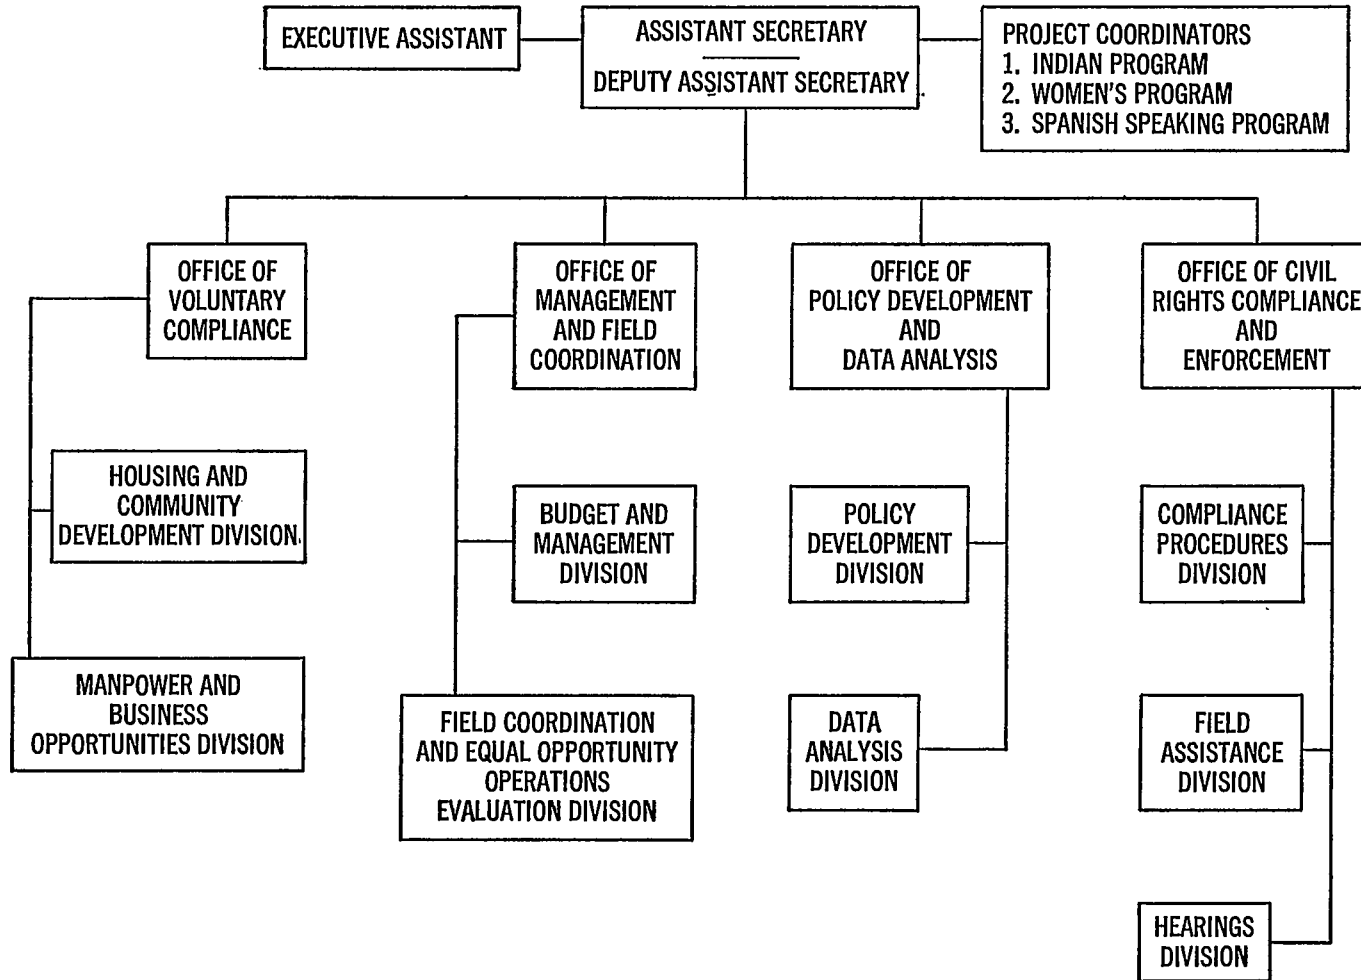 EXECUTIVE ASSISTANT
ASSISTANT SECRETARY
DEPUTY ASSISTANT SECRETARY
PROJECT COORDINATORS
1. INDIAN PROGRAM
2. WOMEN'S PROGRAM
3. SPANISH SPEAKING PROGRAM
OFFICE OF
VOLUNTARY
COMPLIANCE
OFFICE OF
MANAGEMENT
AND FIELD
COORDINATION
OFFICE OF
POLICY DEVELOPMENT
AND
DATA ANALYSIS
OFFICE OF CIVIL
RIGHTS COMPLIANCE
AND
ENFORCEMENT
HOUSING AND
COMMUNITY
DEVELOPMENT DIVISION
BUDGET AND
MANAGEMENT
DIVISION
POLICY
DEVELOPMENT
DIVISION
COMPLIANCE
PROCEDURES
DIVISION
MANPOWER AND
BUSINESS
OPPORTUNITIES DIVISION
FIELD COORDINATION
AND EQUAL OPPORTUNITY
OPERATIONS
EVALUATION DIVISION
DATA
ANALYSIS
DIVISION
FIELD
ASSISTANCE
DIVISION
HEARINGS
DIVISION